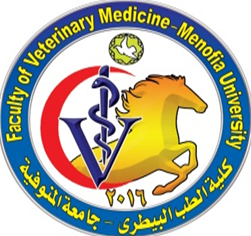 Faculty of Veterinary Medicine-Menofia University
V
٢٠١٦
كلية الطب البيطرى - جامعة المنوفية